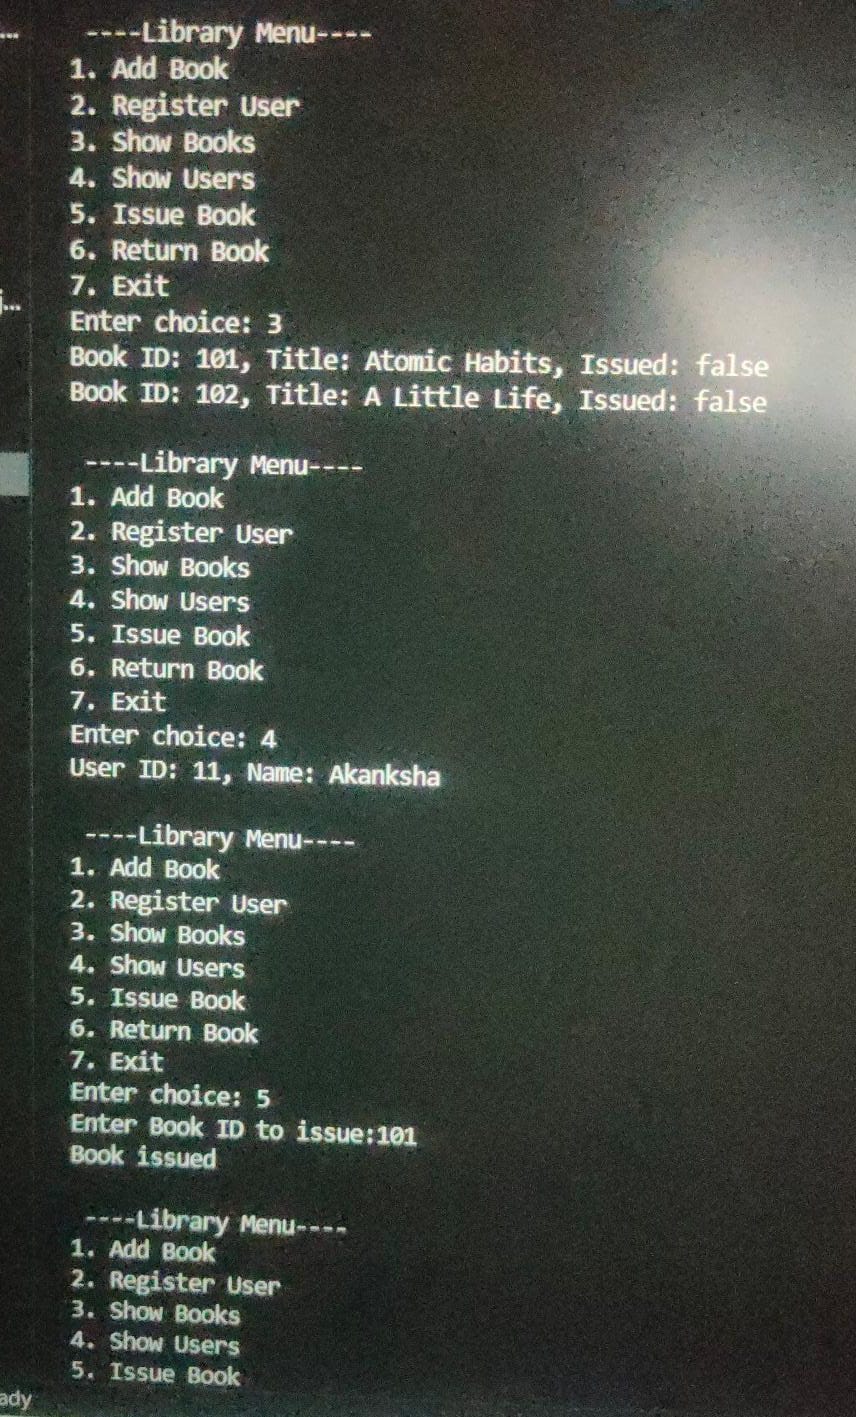 ...
----Library Menu----
1. Add Book
2. Register User
3. Show Books
4. Show Users
5. Issue Book
6. Return Book
7. Exit
j...
Enter choice: 3
Book ID: 101, Title: Atomic Habits, Issued: false
Book ID: 102, Title: A Little Life, Issued: false
----Library Menu----
1. Add Book
2. Register User
3. Show Books
4. Show Users
5. Issue Book
6. Return Book
7. Exit
Enter choice: 4
User ID: 11, Name: Akanksha
----Library Menu----
1. Add Book
2. Register User
3. Show Books
4. Show Users
5. Issue Book
6. Return Book
7. Exit
Enter choice: 5
Enter Book ID to issue:101
Book issued
----Library Menu----
1. Add Book
2. Register User
3. Show Books
4. Show Users
5. Issue Book
ady